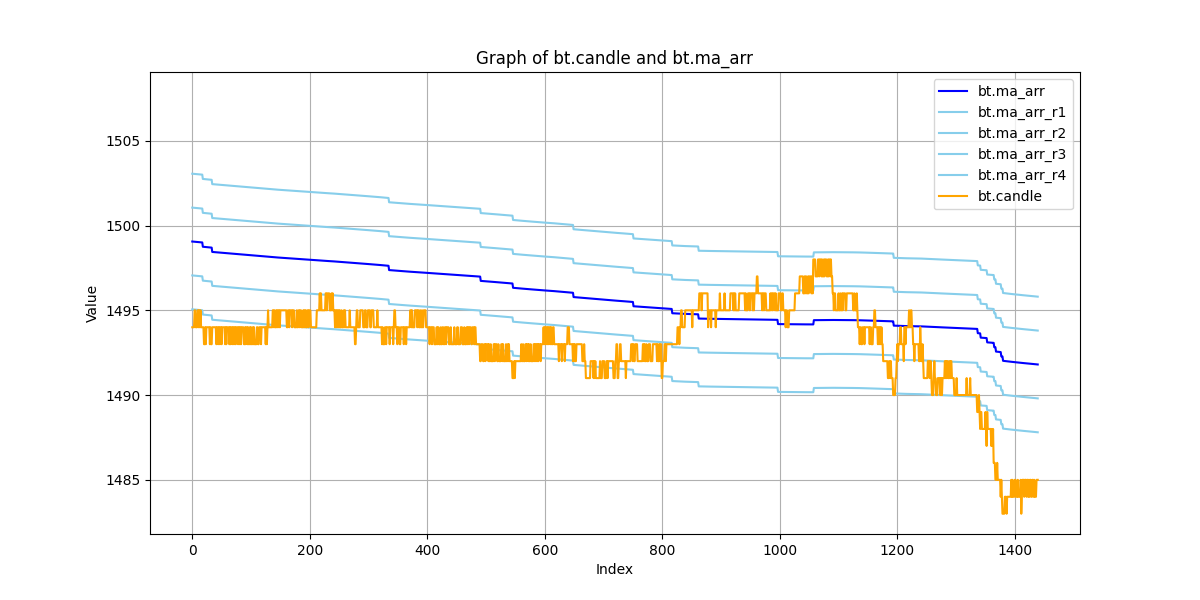 Graph of bt.candle and bt.ma_arr
bt.ma_arr
bt.ma_arr_r1
bt.ma_arr_r2
bt.ma_arr_r3
bt.ma_arr_r4
bt.candle
1505
1500
1495
1490
1485
Value
0 200 400 600 800 1000 1200 1400
Index